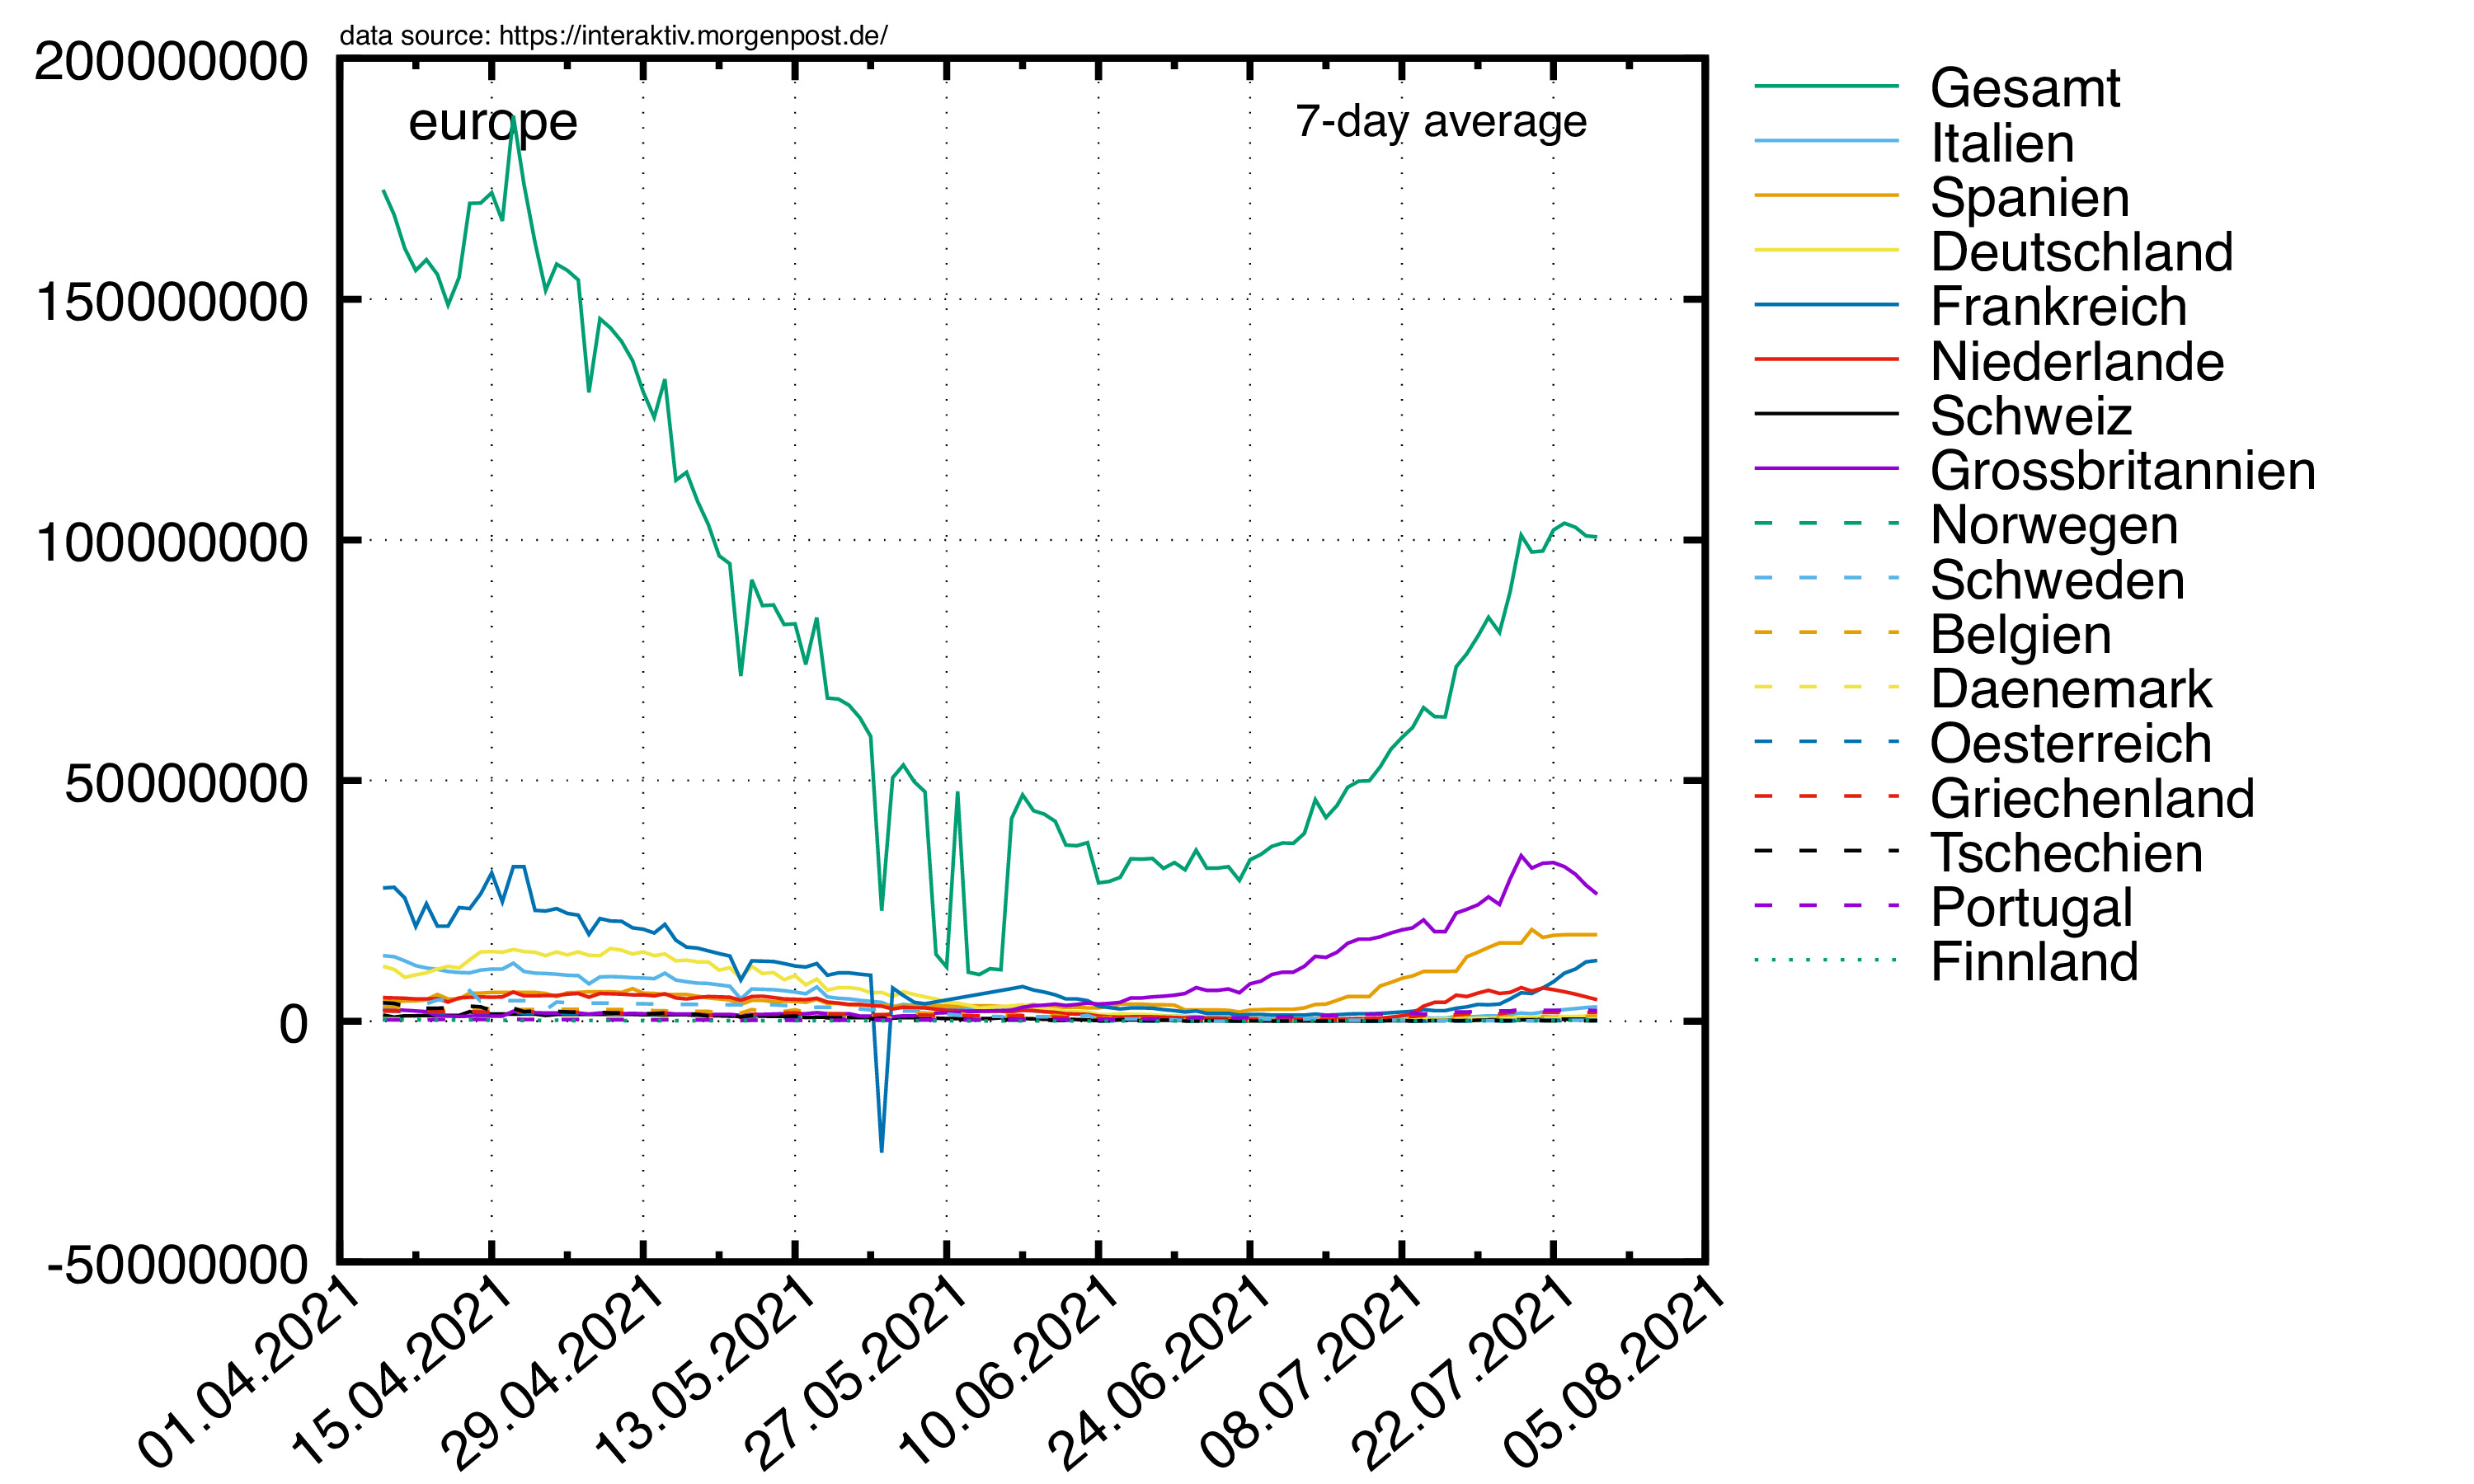 data source: https://interaktiv.morgenpost.de/
200000000
150000000
100000000
50000000
0
-50000000
europe
7-day average
01.04.2021
15.04.2021
29.04.2021
13.05.2021
27.05.2021
10.06.2021
24.06.2021
08.07.2021
22.07.2021
05.08.2021
Gesamt
Italien
Spanien
Deutschland
Frankreich
Niederlande
Schweiz
Grossbritannien
Norwegen
Schweden
Belgien
Daenemark
Oesterreich
Griechenland
Tschechien
Portugal
Finnland